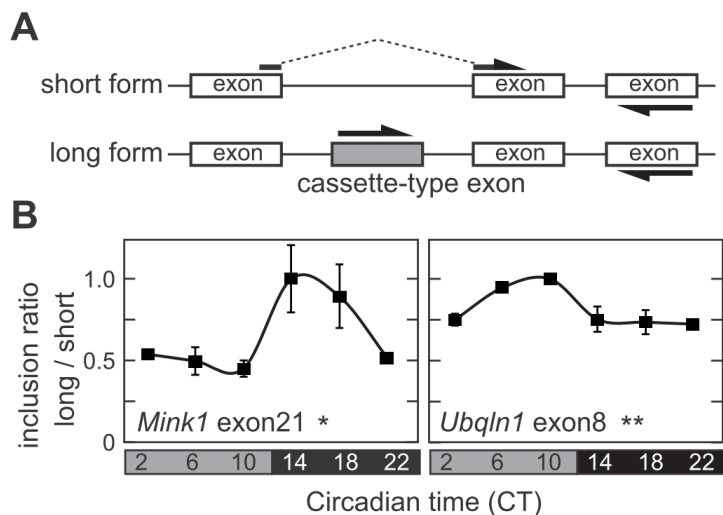 A
short form exon exon exon
long form exon exon exon
cassette-type exon
B
inclusion ratio
long / short
1.0
0.5
0
Mink1 exon21 *
Ubqln1 exon8 **
2 6 10 14 18 22 2 6 10 14 18 22
Circadian time (CT)